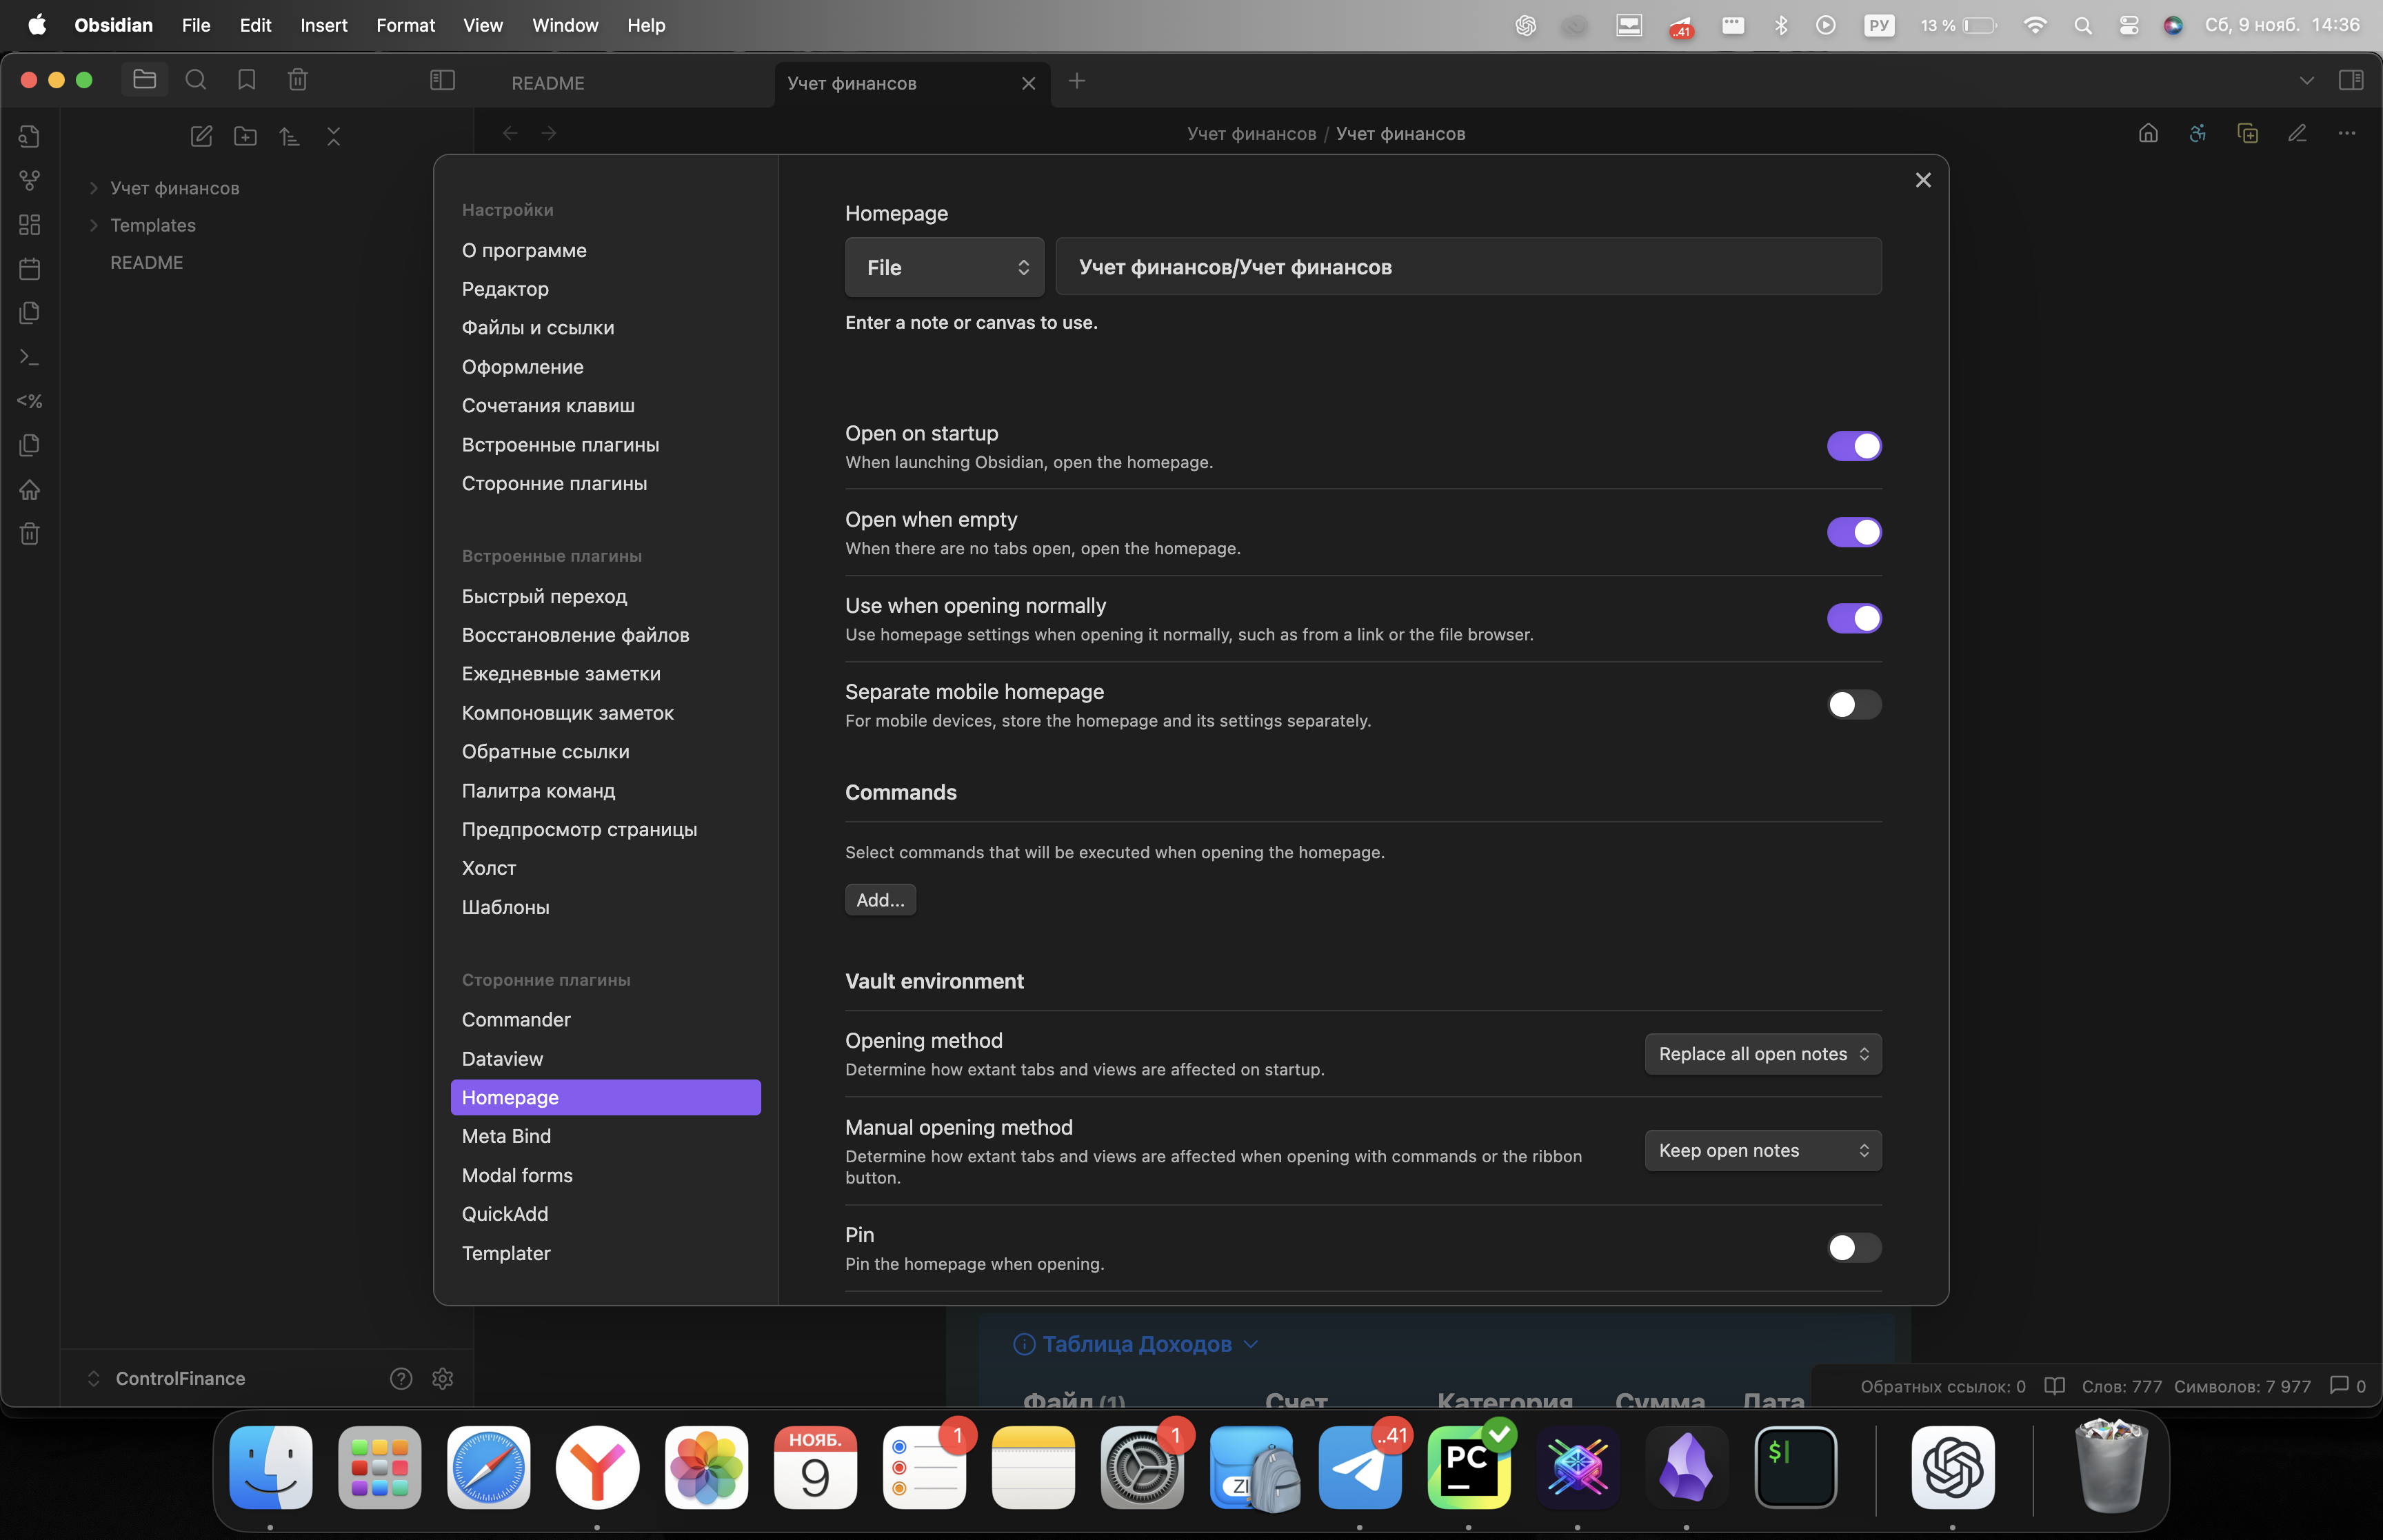 Obsidian File Edit Insert Format View Window Help
..41 РУ 13 % Сб, 9 нояб. 14:36
README Учет финансов
Учет финансов / Учет финансов
Учет финансов
Templates
README
Настройки
О программе
Редактор
Файлы и ссылки
Оформление
Сочетания клавиш
Встроенные плагины
Сторонние плагины
Встроенные плагины
Быстрый переход
Восстановление файлов
Ежедневные заметки
Компоновщик заметок
Обратные ссылки
Палитра команд
Предпросмотр страницы
Холст
Шаблоны
Сторонние плагины
Commander
Dataview
Homepage
Meta Bind
Modal forms
QuickAdd
Templater
Homepage
File Учет финансов/Учет финансов
Enter a note or canvas to use.
Open on startup
When launching Obsidian, open the homepage.
Open when empty
When there are no tabs open, open the homepage.
Use when opening normally
Use homepage settings when opening it normally, such as from a link or the file browser.
Separate mobile homepage
For mobile devices, store the homepage and its settings separately.
Commands
Select commands that will be executed when opening the homepage.
Add...
Vault environment
Opening method
Determine how extant tabs and views are affected on startup.
Replace all open notes
Manual opening method
Determine how extant tabs and views are affected when opening with commands or the ribbon
button.
Keep open notes
Pin
Pin the homepage when opening.
Таблица Доходов
Файл (1) Счет Категория Сумма Дата
ControlFinance
Обратных ссылок: 0 Слов: 777 Символов: 7 977 0
НОЯБ.
9
1
1
ZI
..41
PC
$